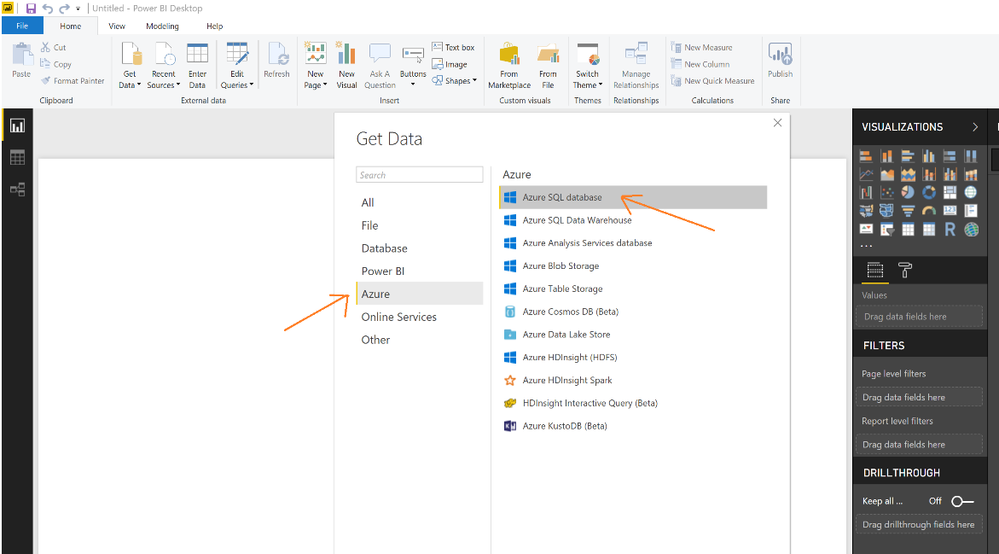 Untitled - Power BI Desktop
File Home View Modeling Help
Paste
Cut
Copy
Format Painter
Clipboard
Get Data
Recent Sources
Enter Data
Edit Queries
Refresh
External data
New Page
New Visual
Ask A Question
Buttons
Text box
Image
Shapes
Insert
From Marketplace
From File
Custom visuals
Switch Theme
Themes
Manage Relationships
Relationships
New Measure
New Column
New Quick Measure
Calculations
Publish
Share
Get Data
Search
All
File
Database
Power BI
Azure
Online Services
Other
Azure
Azure SQL database
Azure SQL Data Warehouse
Azure Analysis Services database
Azure Blob Storage
Azure Table Storage
Azure Cosmos DB (Beta)
Azure Data Lake Store
Azure HDInsight (HDFS)
Azure HDInsight Spark
HDInsight Interactive Query (Beta)
Azure KustoDB (Beta)
VISUALIZATIONS
123
R
...
Values
Drag data fields here
FILTERS
Page level filters
Drag data fields here
Report level filters
Drag data fields here
DRILLTHROUGH
Keep all ... Off
Drag drillthrough fields here